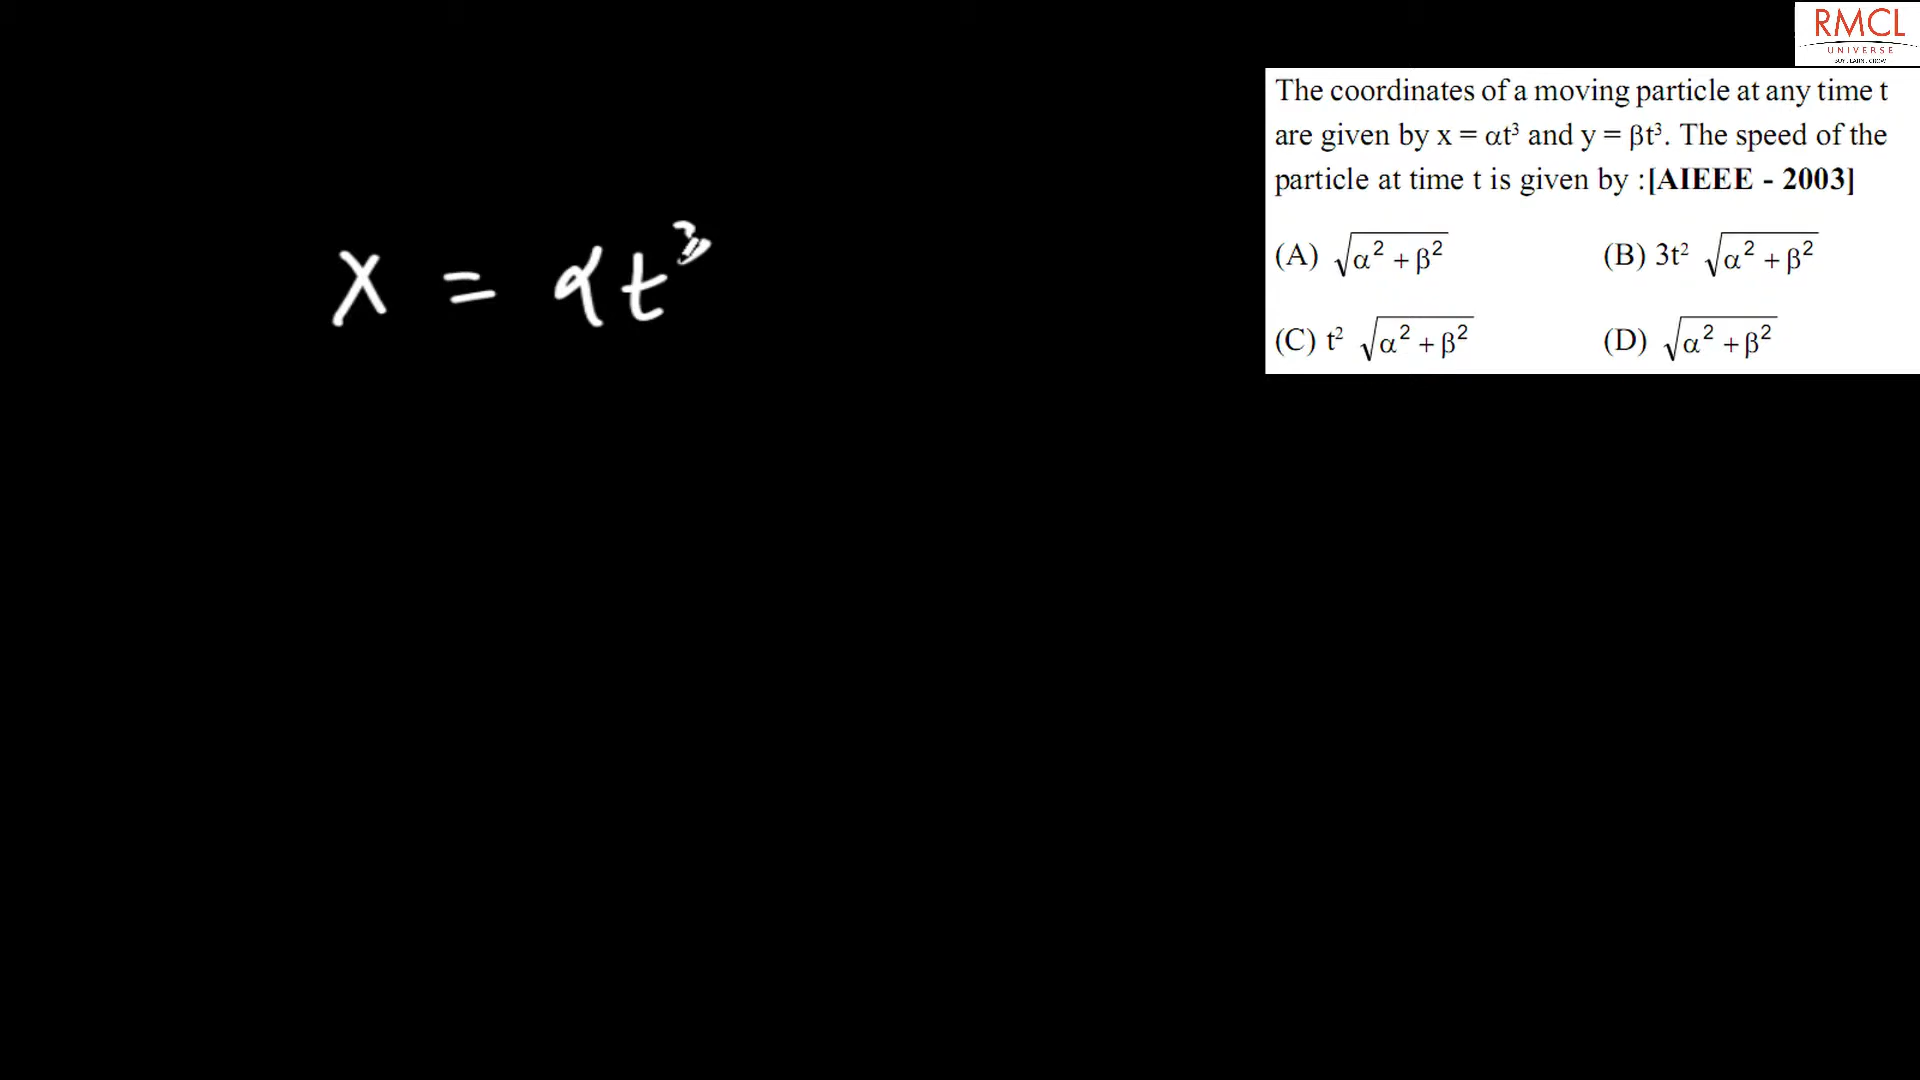 RMCL
UNIVERSE
The coordinates of a moving particle at any time t
are given by x = αt³ and y = βt³. The speed of the
particle at time t is given by :[AIEEE - 2003]
(A) √(α² + β²) (B) 3t² √(α² + β²)
(C) t² √(α² + β²) (D) √(α² + β²)
x = αt³